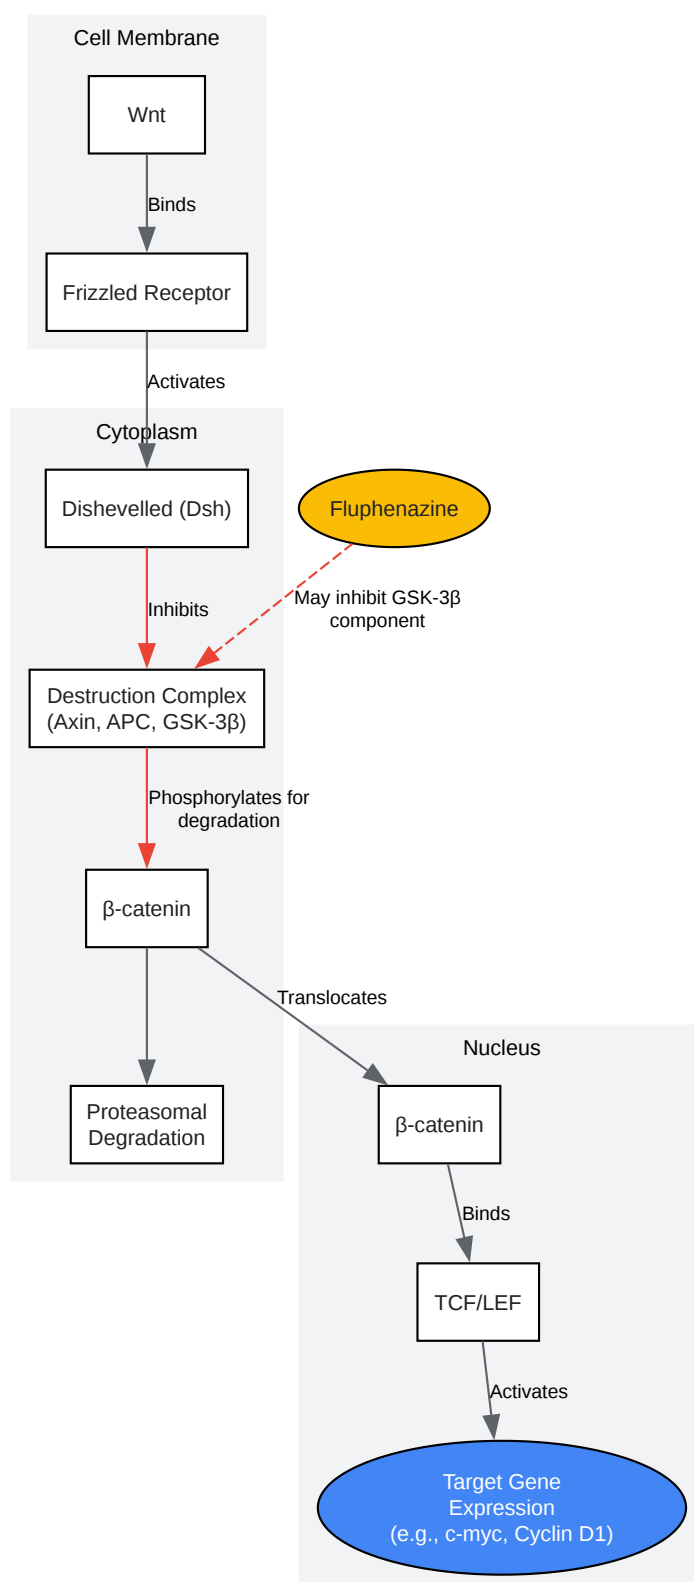 Cell Membrane
Wnt
Binds
Frizzled Receptor
Activates
Cytoplasm
Dishevelled (Dsh)
Fluphenazine
Inhibits
May inhibit GSK-3β
component
Destruction Complex
(Axin, APC, GSK-3β)
Phosphorylates for
degradation
β-catenin
Translocates
Nucleus
Proteasomal
Degradation
β-catenin
Binds
TCF/LEF
Activates
Target Gene
Expression
(e.g., c-myc, Cyclin D1)